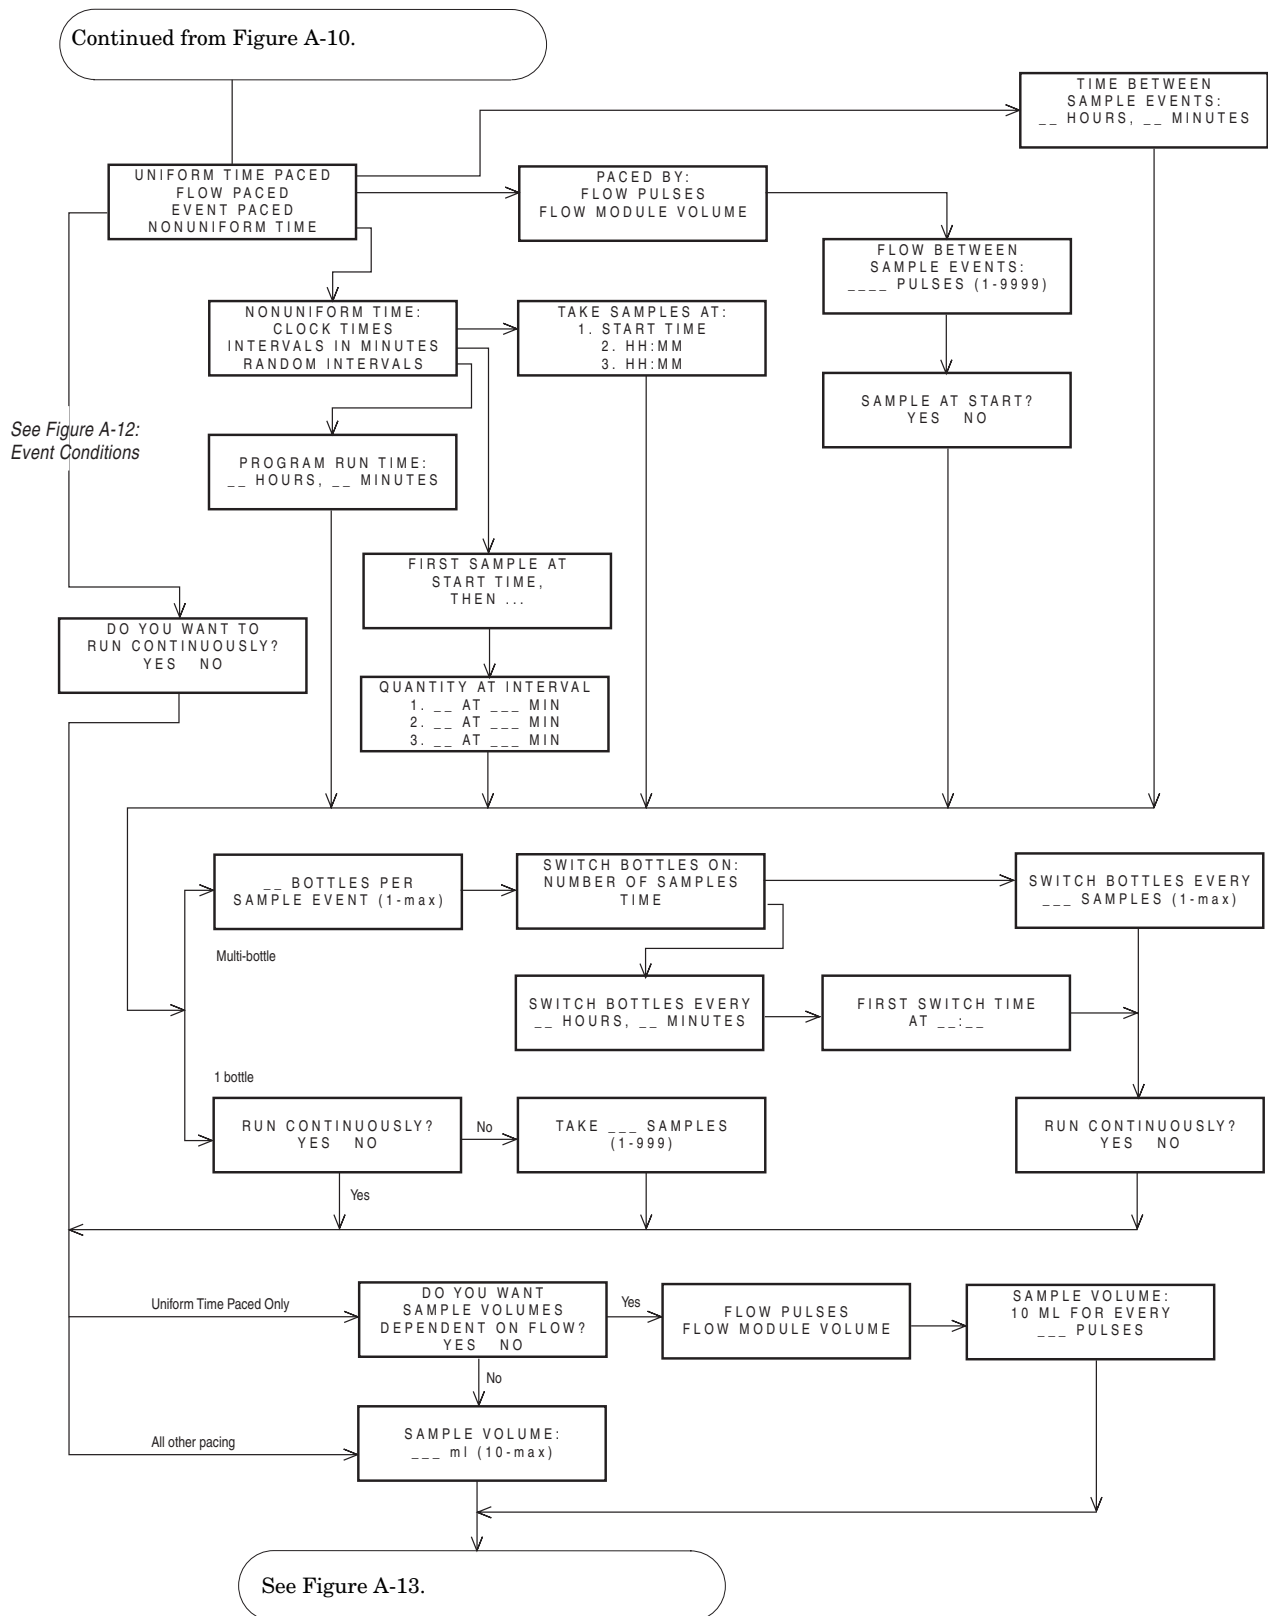 Continued from Figure A-10.
TIME BETWEEN
SAMPLE EVENTS:
__ HOURS, __ MINUTES
UNIFORM TIME PACED
FLOW PACED
EVENT PACED
NONUNIFORM TIME
PACED BY:
FLOW PULSES
FLOW MODULE VOLUME
FLOW BETWEEN
SAMPLE EVENTS:
____ PULSES (1-9999)
NONUNIFORM TIME:
CLOCK TIMES
INTERVALS IN MINUTES
RANDOM INTERVALS
TAKE SAMPLES AT:
1. START TIME
2. HH:MM
3. HH:MM
SAMPLE AT START?
YES NO
See Figure A-12:
Event Conditions
PROGRAM RUN TIME:
__ HOURS, __ MINUTES
FIRST SAMPLE AT
START TIME,
THEN ...
DO YOU WANT TO
RUN CONTINUOUSLY?
YES NO
QUANTITY AT INTERVAL
1. __ AT ___ MIN
2. __ AT ___ MIN
3. __ AT ___ MIN
__ BOTTLES PER
SAMPLE EVENT (1-max)
SWITCH BOTTLES ON:
NUMBER OF SAMPLES
TIME
SWITCH BOTTLES EVERY
___ SAMPLES (1-max)
Multi-bottle
SWITCH BOTTLES EVERY
__ HOURS, __ MINUTES
FIRST SWITCH TIME
AT __:__
1 bottle
RUN CONTINUOUSLY?
YES NO
No
TAKE ___ SAMPLES
(1-999)
RUN CONTINUOUSLY?
YES NO
Yes
Uniform Time Paced Only
DO YOU WANT
SAMPLE VOLUMES
DEPENDENT ON FLOW?
YES NO
Yes
FLOW PULSES
FLOW MODULE VOLUME
SAMPLE VOLUME:
10 ML FOR EVERY
___ PULSES
No
All other pacing
SAMPLE VOLUME:
___ ml (10-max)
See Figure A-13.